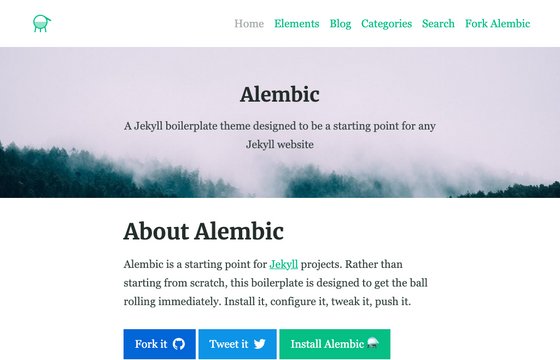 Home Elements Blog Categories Search Fork Alembic
Alembic
A Jekyll boilerplate theme designed to be a starting point for any
Jekyll website
About Alembic
Alembic is a starting point for Jekyll projects. Rather than
starting from scratch, this boilerplate is designed to get the ball
rolling immediately. Install it, configure it, tweak it, push it.
Fork it Tweet it Install Alembic